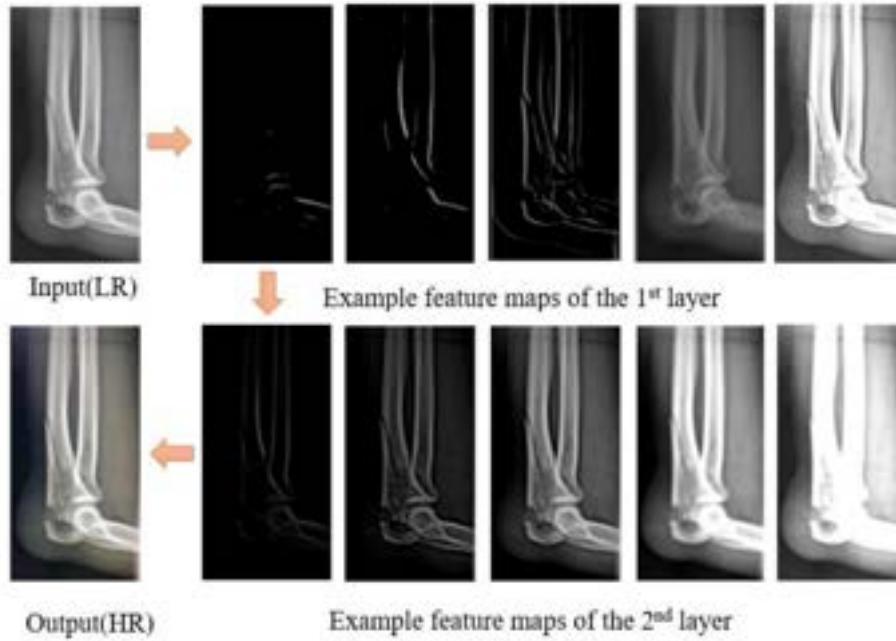 Input(LR)
Example feature maps of the 1st layer
Output(HR)
Example feature maps of the 2nd layer